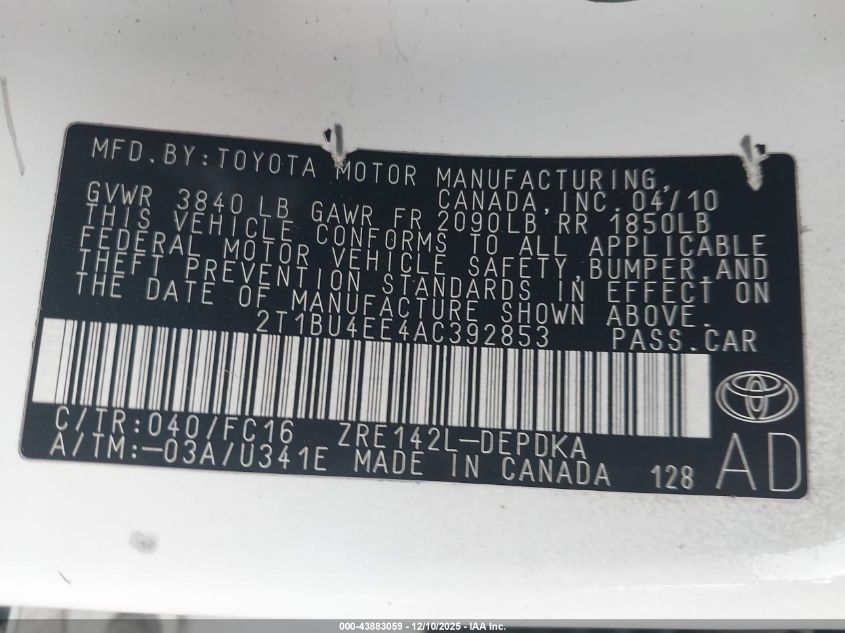 MFD.BY:TOYOTA MOTOR MANUFACTURING,
CANADA,INC.04/10
GVWR 3840 LB GAWR FR 2090LB RR 1850LB
THIS VEHICLE CONFORMS TO ALL APPLICABLE
FEDERAL MOTOR VEHICLE SAFETY,BUMPER,AND
THEFT PREVENTION STANDARDS IN EFFECT ON
THE DATE OF MANUFACTURE SHOWN ABOVE.
2T1BU4EE4AC392853 PASS.CAR
C/TR:040/FC16 ZRE142L-DEPDKA
A/TM:-03A/U341E MADE IN CANADA 128 AD
000-43883059 - 12/10/2025 - IAA Inc.